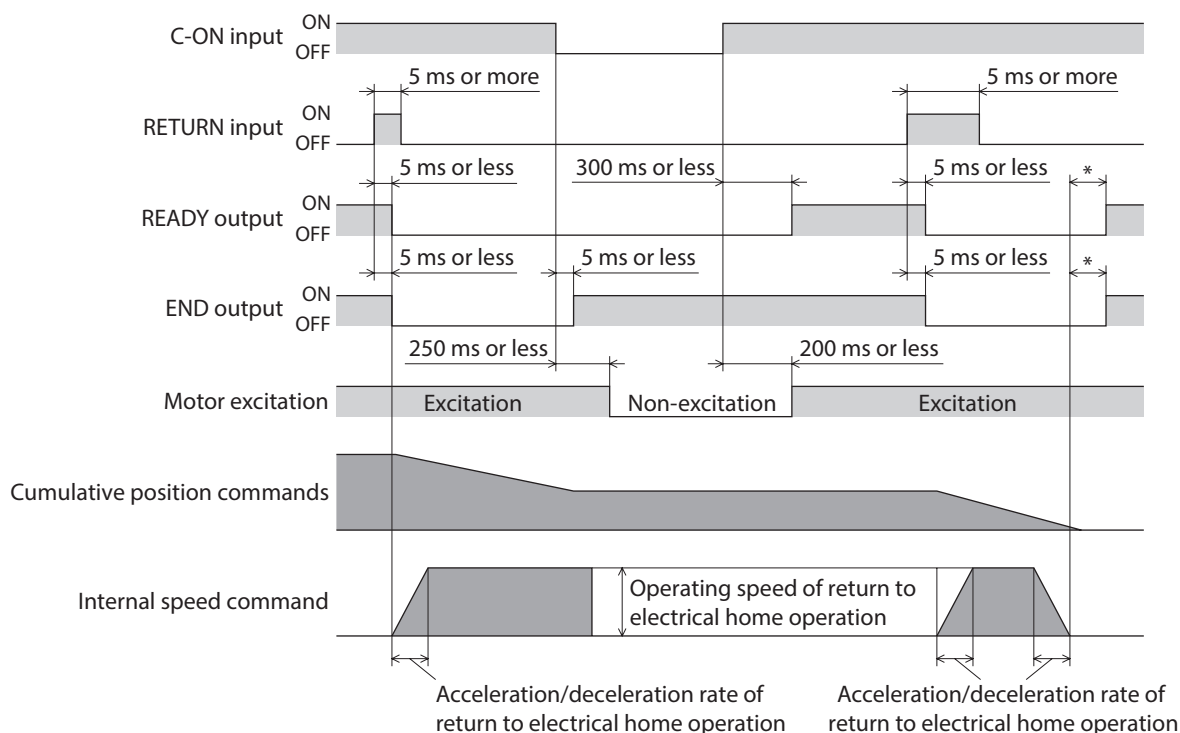 C-ON input
ON
OFF
5 ms or more
5 ms or more
RETURN input
ON
OFF
5 ms or less
300 ms or less
5 ms or less
*
READY output
ON
OFF
5 ms or less
5 ms or less
5 ms or less
*
END output
ON
OFF
250 ms or less
200 ms or less
Motor excitation
Excitation
Non-excitation
Excitation
Cumulative position commands
Internal speed command
Operating speed of return to
electrical home operation
Acceleration/deceleration rate of
return to electrical home operation
Acceleration/deceleration rate of
return to electrical home operation